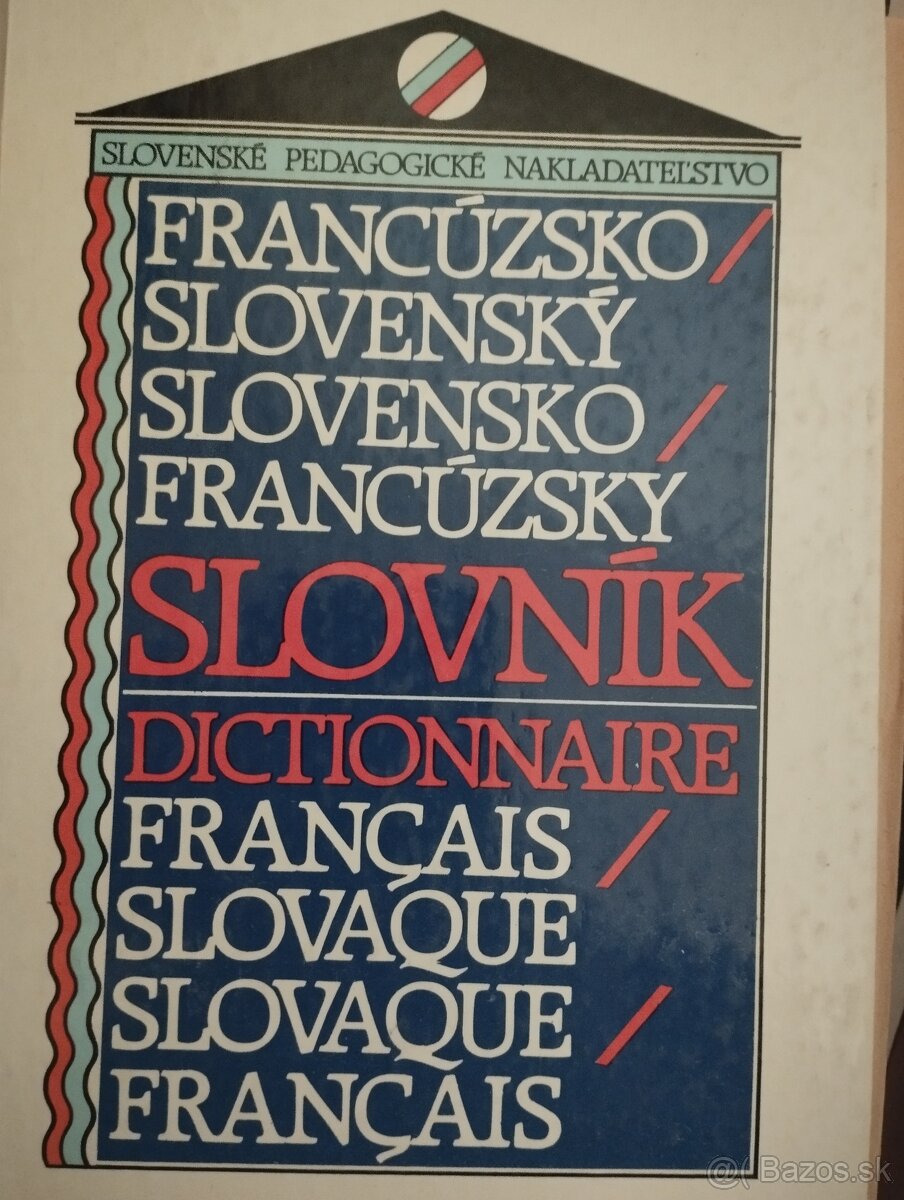 SLOVENSKÉ PEDAGOGICKÉ NAKLADATEĽSTVO
FRANCÚZSKO/
SLOVENSKÝ
SLOVENSKO/
FRANCÚZSKY
SLOVNÍK
DICTIONNAIRE
FRANÇAIS/
SLOVAQUE
SLOVAQUE/
FRANÇAIS
@( Bazos.sk